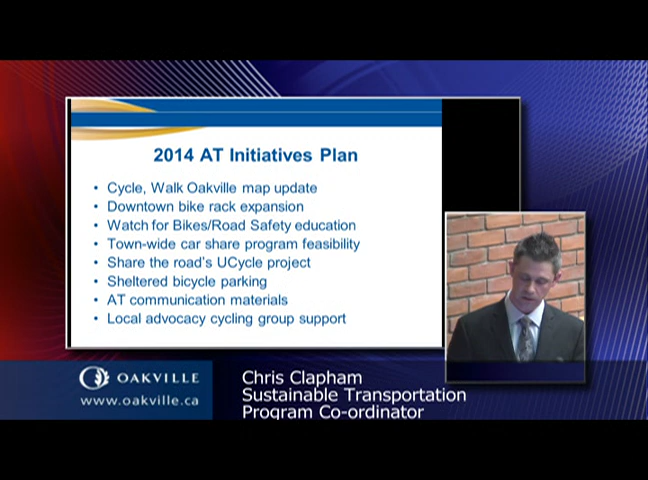 2014 AT Initiatives Plan
• Cycle, Walk Oakville map update
• Downtown bike rack expansion
• Watch for Bikes/Road Safety education
• Town-wide car share program feasibility
• Share the road's UCycle project
• Sheltered bicycle parking
• AT communication materials
• Local advocacy cycling group support
OAKVILLE
www.oakville.ca
Chris Clapham
Sustainable Transportation
Program Co-ordinator